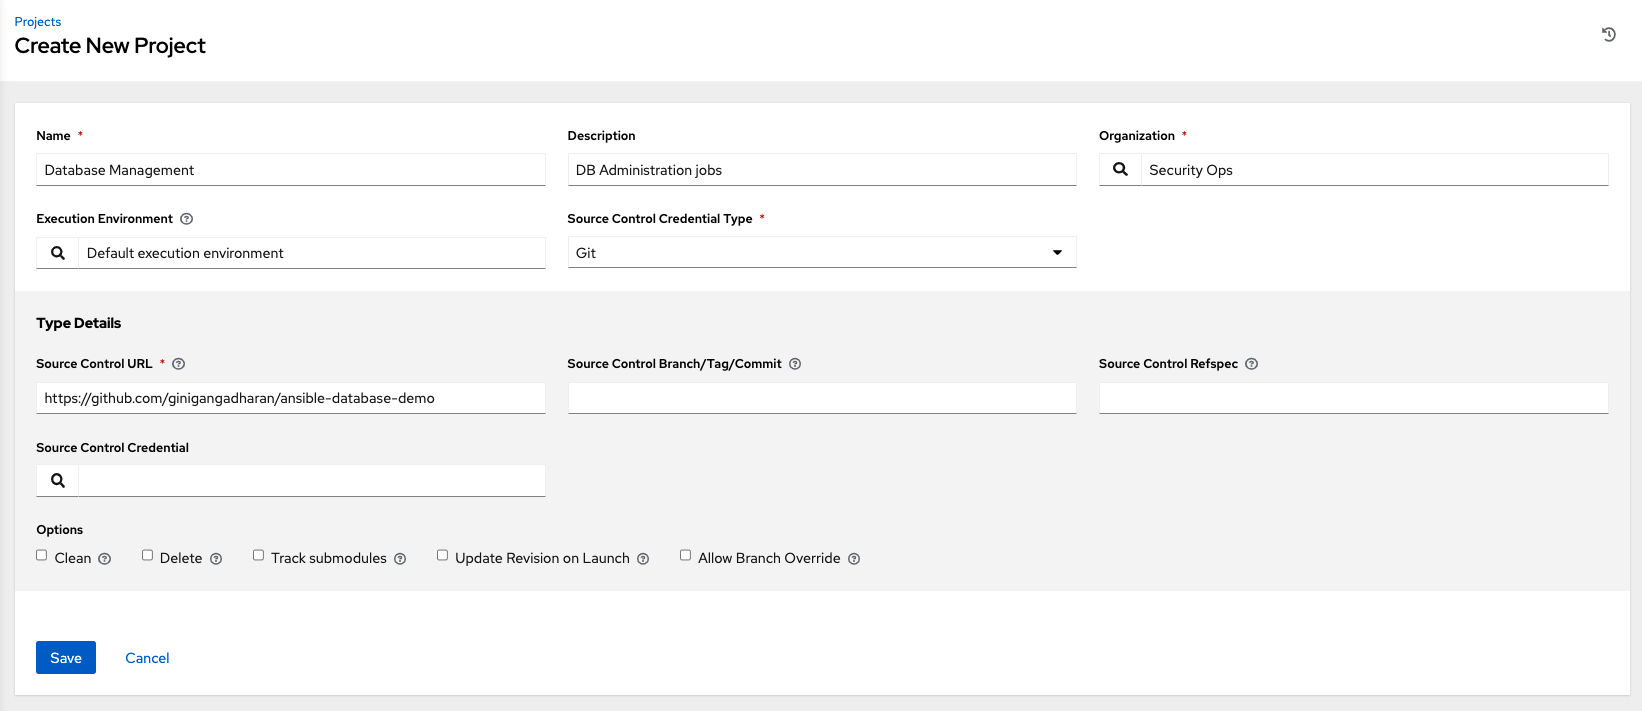 Projects
Create New Project
Name *
Description
Organization *
Database Management
DB Administration jobs
Security Ops
Execution Environment
Source Control Credential Type *
Default execution environment
Git
Type Details
Source Control URL *
Source Control Branch/Tag/Commit
Source Control Refspec
https://github.com/ginigangadharan/ansible-database-demo
Source Control Credential
Options
Clean
Delete
Track submodules
Update Revision on Launch
Allow Branch Override
Save
Cancel